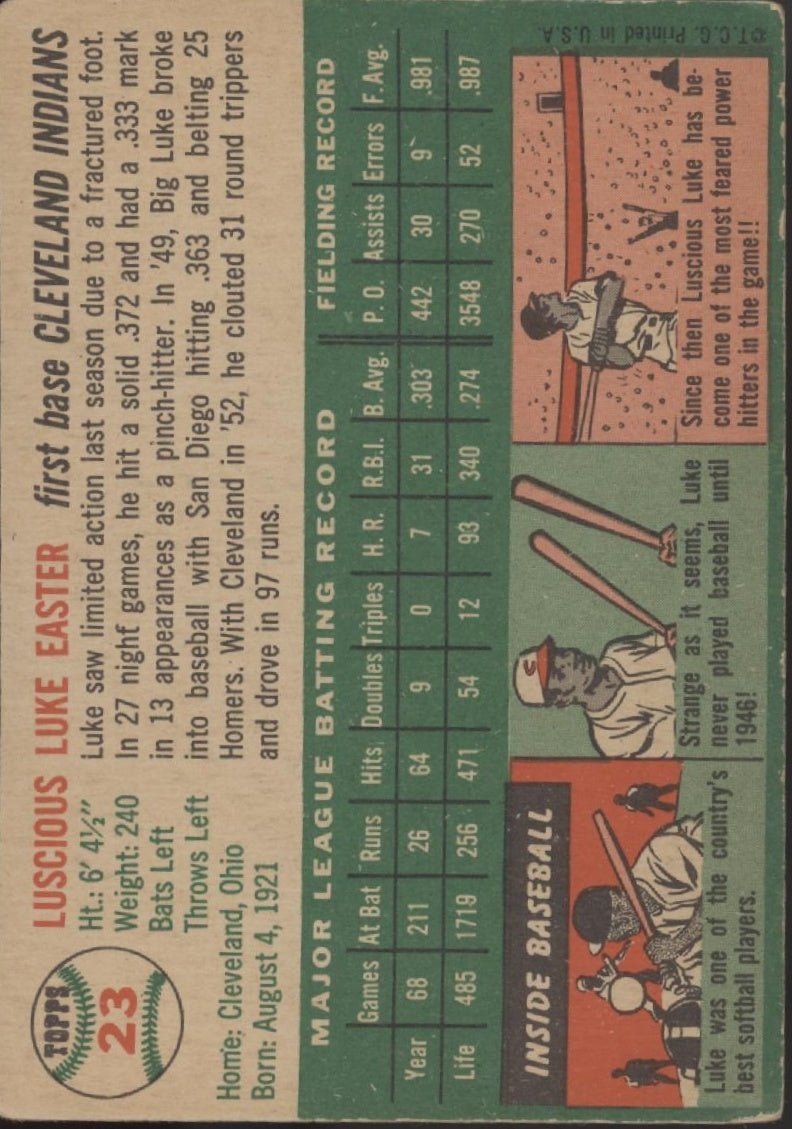 TOPPS
23
LUSCIOUS LUKE EASTER first base CLEVELAND INDIANS
Ht.: 6' 4½"
Weight: 240
Bats Left
Throws Left
Home: Cleveland, Ohio
Born: August 4, 1921
Luke saw limited action last season due to a fractured foot.
In 27 night games, he hit a solid .372 and had a .333 mark
in 13 appearances as a pinch-hitter. In '49, Big Luke broke
into baseball with San Diego hitting .363 and belting 25
Homers. With Cleveland in '52, he clouted 31 round trippers
and drove in 97 runs.
MAJOR LEAGUE BATTING RECORD FIELDING RECORD
Games At Bat Runs Hits Doubles Triples H. R. R.B.I. B. Avg. P. O. Assists Errors F. Avg.
Year 68 211 26 64 9 0 7 31 .303 442 30 9 .981
Life 485 1719 256 471 54 12 93 340 .274 3548 270 52 .987
INSIDE BASEBALL
Luke was one of the country's
best softball players.
Strange as it seems, Luke
never played baseball until
1946!
Since then Luscious Luke has be-
come one of the most feared power
hitters in the game!!
©T.C.G. Printed in U.S.A.